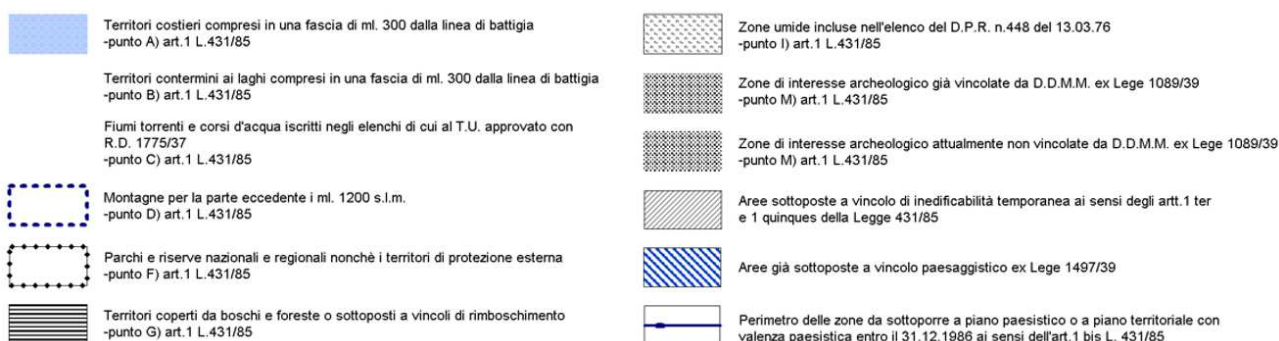 Territori costieri compresi in una fascia di ml. 300 dalla linea di battigia
-punto A) art.1 L.431/85
Territori contermini ai laghi compresi in una fascia di ml. 300 dalla linea di battigia
-punto B) art.1 L.431/85
Fiumi torrenti e corsi d'acqua iscritti negli elenchi di cui al T.U. approvato con
R.D. 1775/37
-punto C) art.1 L.431/85
Montagne per la parte eccedente i ml. 1200 s.l.m.
-punto D) art.1 L.431/85
Parchi e riserve nazionali e regionali nonchè i territori di protezione esterna
-punto F) art.1 L.431/85
Territori coperti da boschi e foreste o sottoposti a vincoli di rimboschimento
-punto G) art.1 L.431/85
Zone umide incluse nell'elenco del D.P.R. n.448 del 13.03.76
-punto I) art.1 L.431/85
Zone di interesse archeologico già vincolate da D.D.M.M. ex Lege 1089/39
-punto M) art.1 L.431/85
Zone di interesse archeologico attualmente non vincolate da D.D.M.M. ex Lege 1089/39
-punto M) art.1 L.431/85
Aree sottoposte a vincolo di inedificabilità temporanea ai sensi degli artt.1 ter
e 1 quinques della Legge 431/85
Aree già sottoposte a vincolo paesaggistico ex Lege 1497/39
Perimetro delle zone da sottoporre a piano paesistico o a piano territoriale con
valenza paesistica entro il 31.12.1986 ai sensi dell'art.1 bis L. 431/85